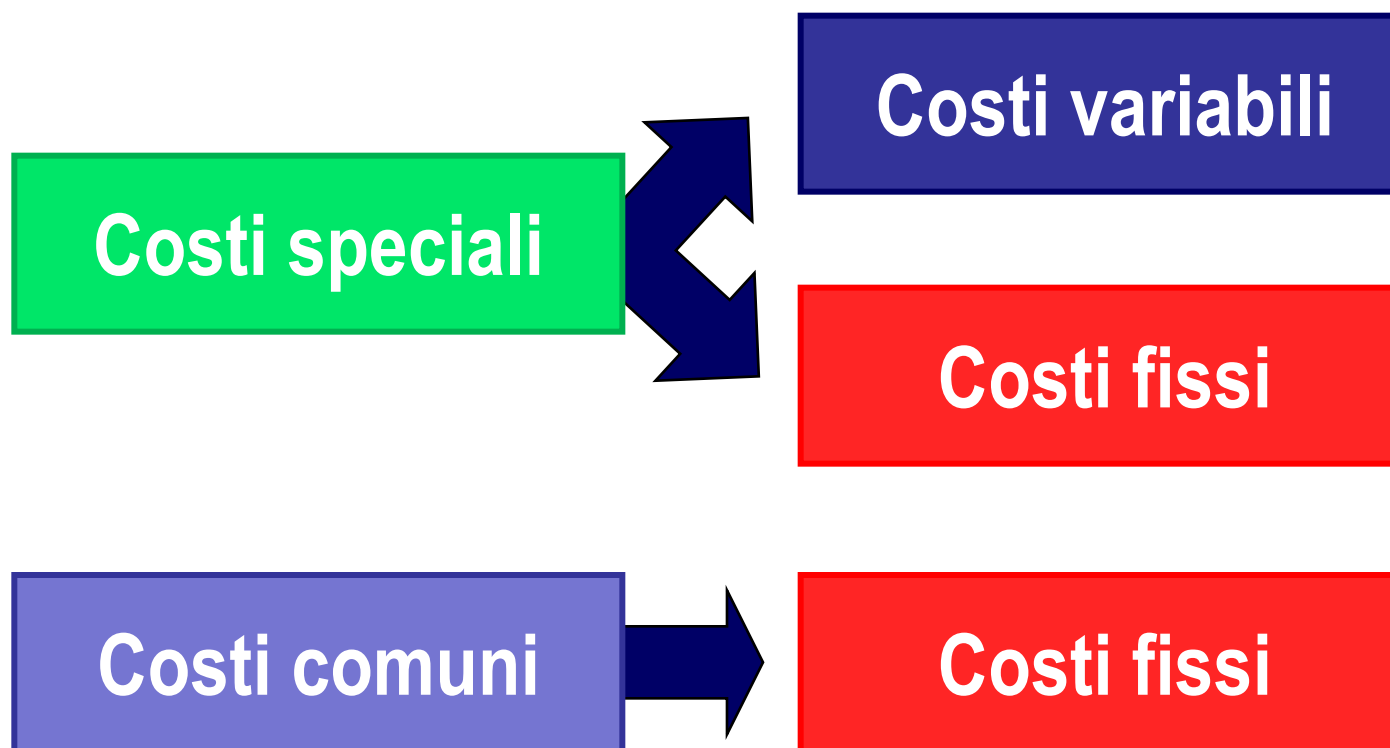 Costi variabili
Costi speciali
Costi fissi
Costi comuni
Costi fissi